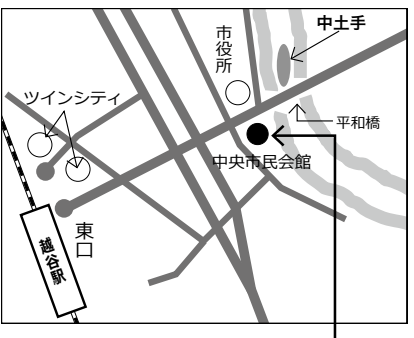 中土手
市役所
ツインシティ
平和橋
中央市民会館
東口
越谷駅